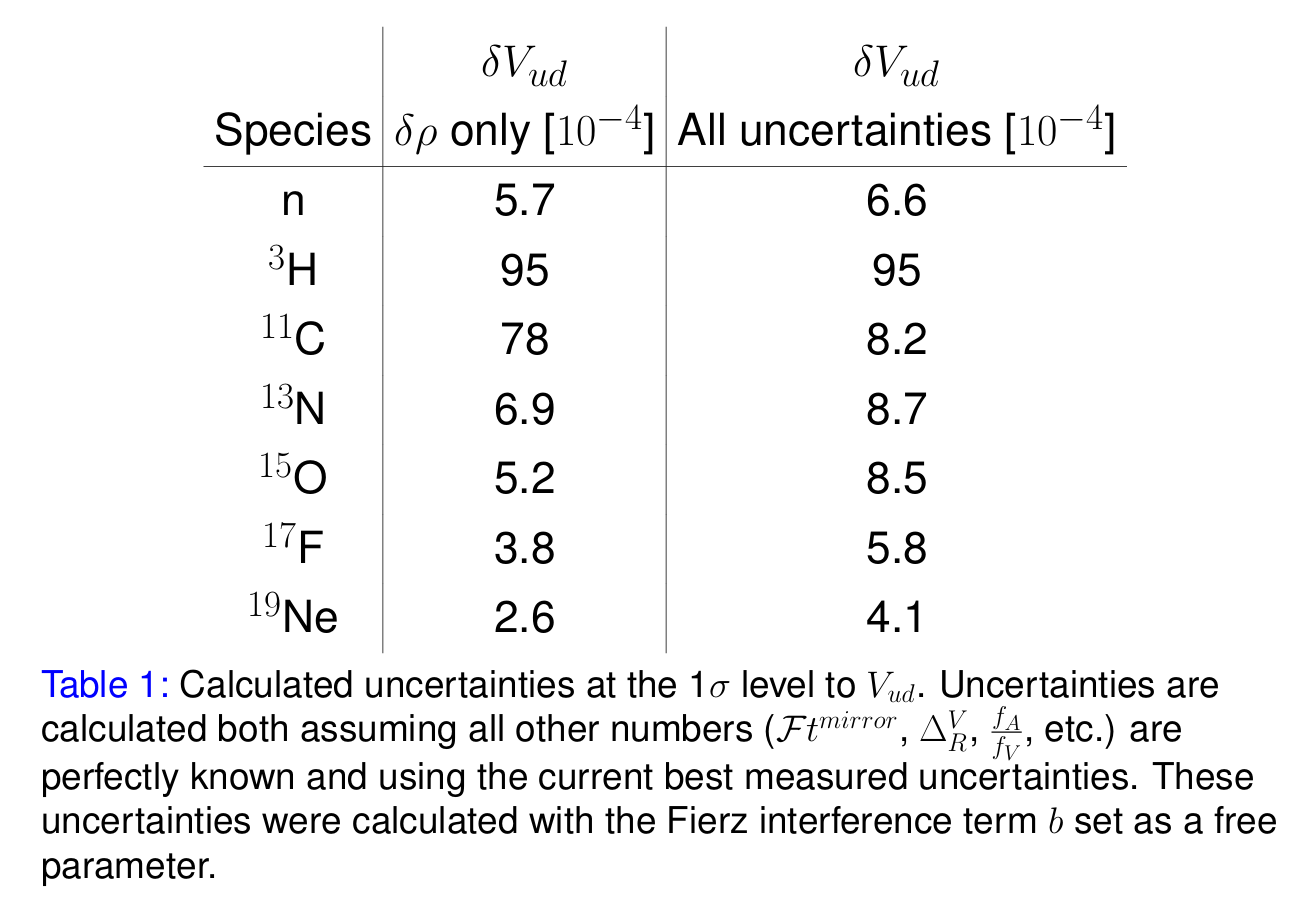 δV_ud δV_ud
Species δρ only [10⁻⁴] All uncertainties [10⁻⁴]
n 5.7 6.6
³H 95 95
¹¹C 78 8.2
¹³N 6.9 8.7
¹⁵O 5.2 8.5
¹⁷F 3.8 5.8
¹⁹Ne 2.6 4.1
Table 1: Calculated uncertainties at the 1σ level to V_ud. Uncertainties are
calculated both assuming all other numbers (ℱt^mirror, Δ_R^V, f_A/f_V, etc.) are
perfectly known and using the current best measured uncertainties. These
uncertainties were calculated with the Fierz interference term b set as a free
parameter.